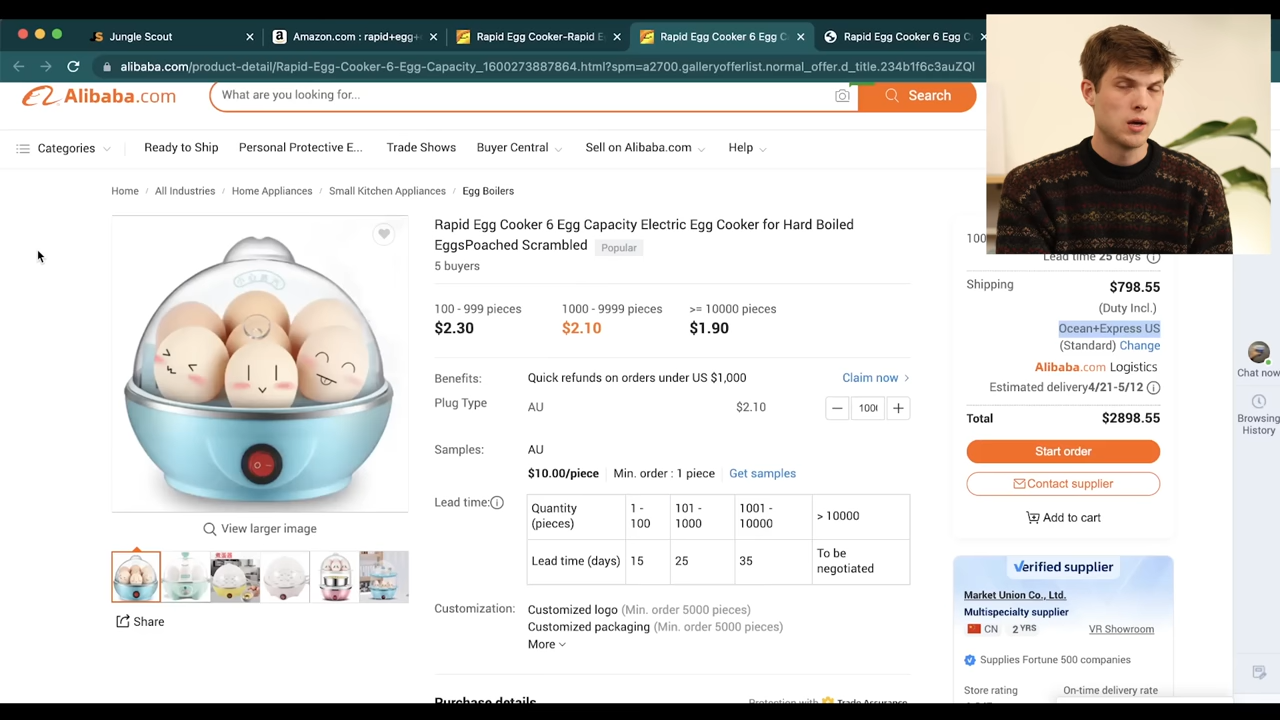 Jungle Scout
Amazon.com : rapid+egg+
Rapid Egg Cooker-Rapid E
Rapid Egg Cooker 6 Egg C
Rapid Egg Cooker 6 Egg C
alibaba.com/product-detail/Rapid-Egg-Cooker-6-Egg-Capacity_1600273887864.html?spm=a2700.galleryofferlist.normal_offer.d_title.234b1f6c3auZQl
Alibaba.com
What are you looking for...
Search
Categories
Ready to Ship
Personal Protective E...
Trade Shows
Buyer Central
Sell on Alibaba.com
Help
Home / All Industries / Home Appliances / Small Kitchen Appliances / Egg Boilers
Rapid Egg Cooker 6 Egg Capacity Electric Egg Cooker for Hard Boiled
EggsPoached Scrambled Popular
5 buyers
100 - 999 pieces
$2.30
1000 - 9999 pieces
$2.10
>= 10000 pieces
$1.90
Benefits: Quick refunds on orders under US $1,000 Claim now
Plug Type AU $2.10 100
Samples: AU
$10.00/piece Min. order : 1 piece Get samples
Lead time:
Quantity (pieces) 1 - 100 101 - 1000 1001 - 10000 > 10000
Lead time (days) 15 25 35 To be negotiated
Customization: Customized logo (Min. order 5000 pieces)
Customized packaging (Min. order 5000 pieces)
More
Purchase details
Protection with Trade Assurance
View larger image
Share
100
Lead time 25 days
Shipping $798.55
(Duty Incl.)
Ocean+Express US
(Standard) Change
Alibaba.com Logistics
Estimated delivery4/21-5/12
Total $2898.55
Start order
Contact supplier
Add to cart
Verified supplier
Market Union Co., Ltd.
Multispecialty supplier
CN 2 YRS VR Showroom
Supplies Fortune 500 companies
Store rating On-time delivery rate
Chat now
Browsing
History